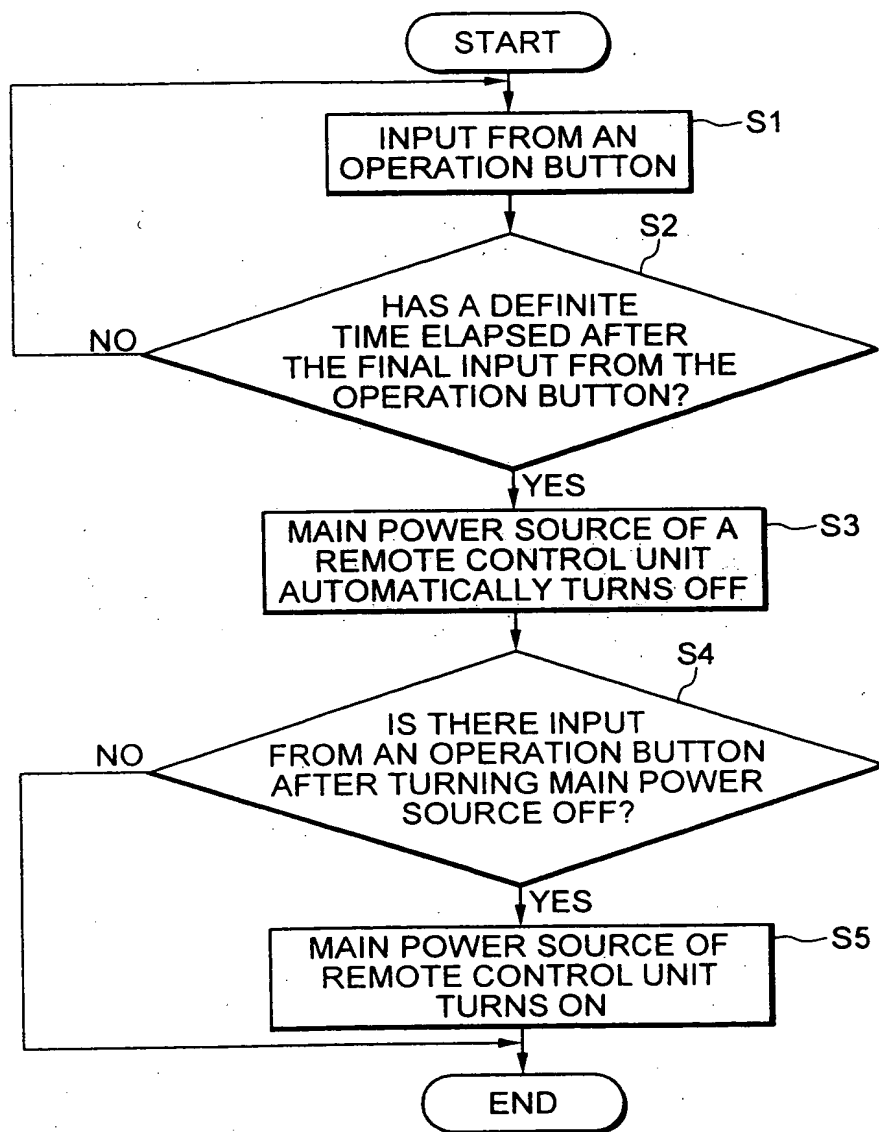 START
INPUT FROM AN
OPERATION BUTTON
S1
S2
HAS A DEFINITE
TIME ELAPSED AFTER
THE FINAL INPUT FROM THE
OPERATION BUTTON?
NO
YES
MAIN POWER SOURCE OF A
REMOTE CONTROL UNIT
AUTOMATICALLY TURNS OFF
S3
S4
IS THERE INPUT
FROM AN OPERATION BUTTON
AFTER TURNING MAIN POWER
SOURCE OFF?
NO
YES
MAIN POWER SOURCE OF
REMOTE CONTROL UNIT
TURNS ON
S5
END